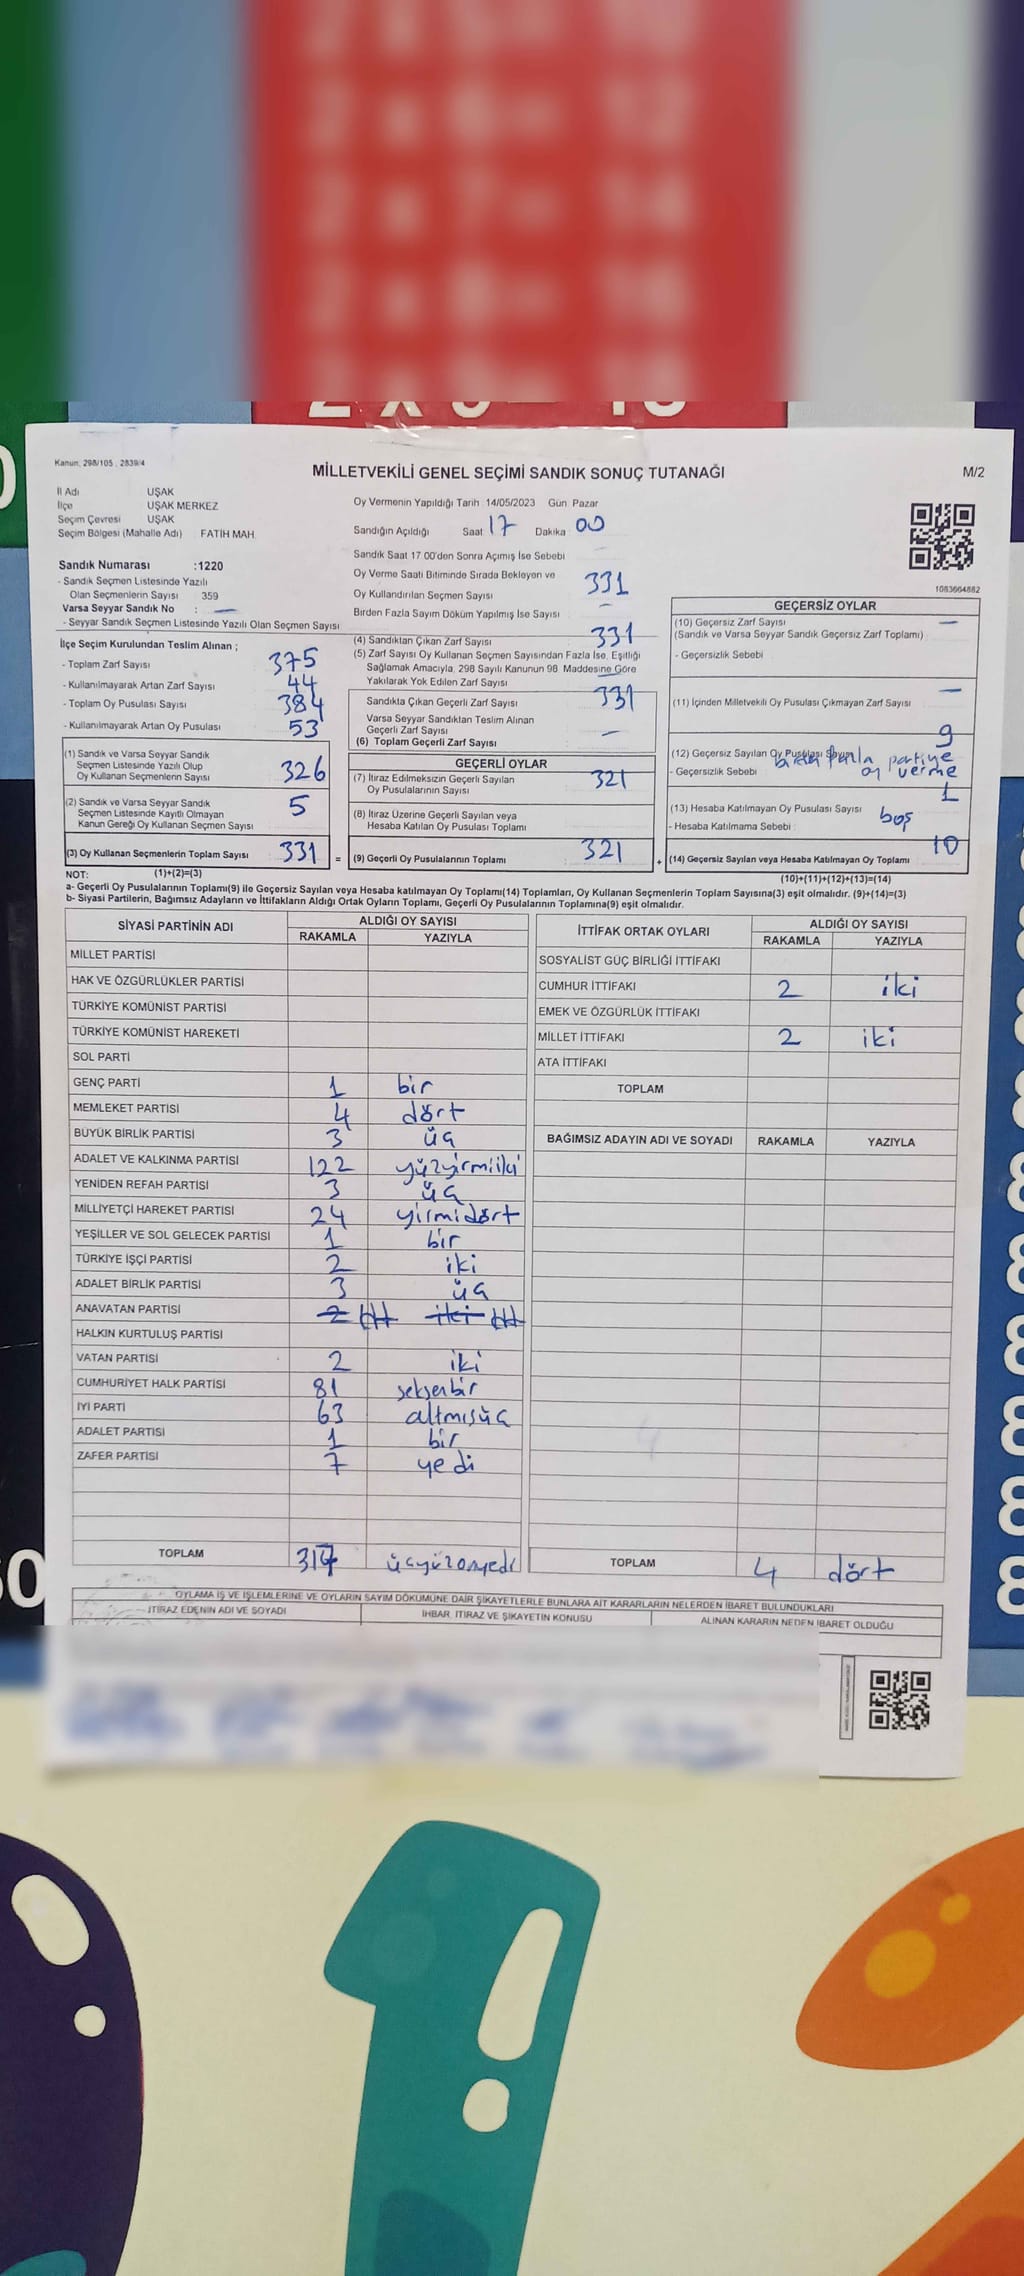 Kanun: 298/105 , 2839/4
MİLLETVEKİLİ GENEL SEÇİMİ SANDIK SONUÇ TUTANAĞI
M/2
İl Adı UŞAK
İlçe UŞAK MERKEZ
Seçim Çevresi UŞAK
Seçim Bölgesi (Mahalle Adı) FATİH MAH.
Sandık Numarası :1220
- Sandık Seçmen Listesinde Yazılı
Olan Seçmenlerin Sayısı 359
Varsa Seyyar Sandık No :
- Seyyar Sandık Seçmen Listesinde Yazılı Olan Seçmen Sayısı
Oy Vermenin Yapıldığı Tarih 14/05/2023 Gün Pazar
Sandığın Açıldığı Saat 17 Dakika 00
Sandık Saat 17 00'den Sonra Açımış İse Sebebi
Oy Verme Saati Bitiminde Sırada Bekleyen ve
Oy Kullandırılan Seçmen Sayısı 331
Birden Fazla Sayım Döküm Yapılmış İse Sayısı -
1083664882
İlçe Seçim Kurulundan Teslim Alınan ;
- Toplam Zarf Sayısı 375
- Kullanılmayarak Artan Zarf Sayısı 44
- Toplam Oy Pusulası Sayısı 384
- Kullanılmayarak Artan Oy Pusulası 53
(1) Sandık ve Varsa Seyyar Sandık
Seçmen Listesinde Yazılı Olup
Oy Kullanan Seçmenlerin Sayısı 326
(2) Sandık ve Varsa Seyyar Sandık
Seçmen Listesinde Kayıtlı Olmayan
Kanun Gereği Oy Kullanan Seçmen Sayısı 5
(3) Oy Kullanan Seçmenlerin Toplam Sayısı 331 =
(4) Sandıktan Çıkan Zarf Sayısı 331
(5) Zarf Sayısı Oy Kullanan Seçmen Sayısından Fazla İse, Eşitliği
Sağlamak Amacıyla, 298 Sayılı Kanunun 98. Maddesine Göre
Yakılarak Yok Edilen Zarf Sayısı
Sandıkta Çıkan Geçerli Zarf Sayısı 331
Varsa Seyyar Sandıktan Teslim Alınan
Geçerli Zarf Sayısı -
(6) Toplam Geçerli Zarf Sayısı
GEÇERLİ OYLAR
(7) İtiraz Edilmeksizin Geçerli Sayılan
Oy Pusulalarının Sayısı 321
(8) İtiraz Üzerine Geçerli Sayılan veya
Hesaba Katılan Oy Pusulası Toplamı
(9) Geçerli Oy Pusulalarının Toplamı 321 +
GEÇERSİZ OYLAR
(10) Geçersiz Zarf Sayısı -
(Sandık ve Varsa Seyyar Sandık Geçersiz Zarf Toplamı)
- Geçersizlik Sebebi
(11) İçinden Milletvekili Oy Pusulası Çıkmayan Zarf Sayısı -
(12) Geçersiz Sayılan Oy Pusulası Sayısı 9
- Geçersizlik Sebebi birden fazla partiye
oy verme
(13) Hesaba Katılmayan Oy Pusulası Sayısı 1
- Hesaba Katılmama Sebebi : boş
(14) Geçersiz Sayılan veya Hesaba Katılmayan Oy Toplamı 10
NOT: (1)+(2)=(3) (10)+(11)+(12)+(13)=(14)
a- Geçerli Oy Pusulalarının Toplamı(9) ile Geçersiz Sayılan veya Hesaba katılmayan Oy Toplamı(14) Toplamları, Oy Kullanan Seçmenlerin Toplam Sayısına(3) eşit olmalıdır. (9)+(14)=(3)
b- Siyasi Partilerin, Bağımsız Adayların ve İttifakların Aldığı Ortak Oyların Toplamı, Geçerli Oy Pusulalarının Toplamına(9) eşit olmalıdır.
SİYASİ PARTİNİN ADI ALDIĞI OY SAYISI
RAKAMLA YAZIYLA
MİLLET PARTİSİ
HAK VE ÖZGÜRLÜKLER PARTİSİ
TÜRKİYE KOMÜNİST PARTİSİ
TÜRKİYE KOMÜNİST HAREKETİ
SOL PARTİ
GENÇ PARTİ 1 bir
MEMLEKET PARTİSİ 4 dört
BÜYÜK BİRLİK PARTİSİ 3 üç
ADALET VE KALKINMA PARTİSİ 122 yüzyirmiiki
YENİDEN REFAH PARTİSİ 3 üç
MİLLİYETÇİ HAREKET PARTİSİ 24 yirmidört
YEŞİLLER VE SOL GELECEK PARTİSİ 1 bir
TÜRKİYE İŞÇİ PARTİSİ 2 iki
ADALET BİRLİK PARTİSİ 3 üç
ANAVATAN PARTİSİ 2 iki
HALKIN KURTULUŞ PARTİSİ
VATAN PARTİSİ 2 iki
CUMHURİYET HALK PARTİSİ 81 seksenbir
İYİ PARTİ 63 altmışüç
ADALET PARTİSİ 1 bir
ZAFER PARTİSİ 7 yedi
TOPLAM 317 üçyüzonyedi
İTTİFAK ORTAK OYLARI ALDIĞI OY SAYISI
RAKAMLA YAZIYLA
SOSYALİST GÜÇ BİRLİĞİ İTTİFAKI
CUMHUR İTTİFAKI 2 iki
EMEK VE ÖZGÜRLÜK İTTİFAKI
MİLLET İTTİFAKI 2 iki
ATA İTTİFAKI
TOPLAM
BAĞIMSIZ ADAYIN ADI VE SOYADI RAKAMLA YAZIYLA
TOPLAM 4 dört
OYLAMA İŞ VE İŞLEMLERİNE VE OYLARIN SAYIM DÖKÜMÜNE DAİR ŞİKAYETLERLE BUNLARA AİT KARARLARIN NELERDEN İBARET BULUNDUKLARI
İTİRAZ EDENİN ADI VE SOYADI İHBAR, İTİRAZ VE ŞİKAYETİN KONUSU ALINAN KARARIN NEDEN İBARET OLDUĞU